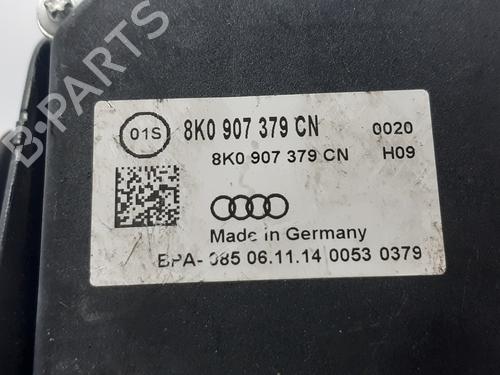 01S 8K0 907 379 CN 0020
8K0 907 379 CN H09
Made in Germany
BPA- 085 06.11.14 0053 0379
B-PARTS